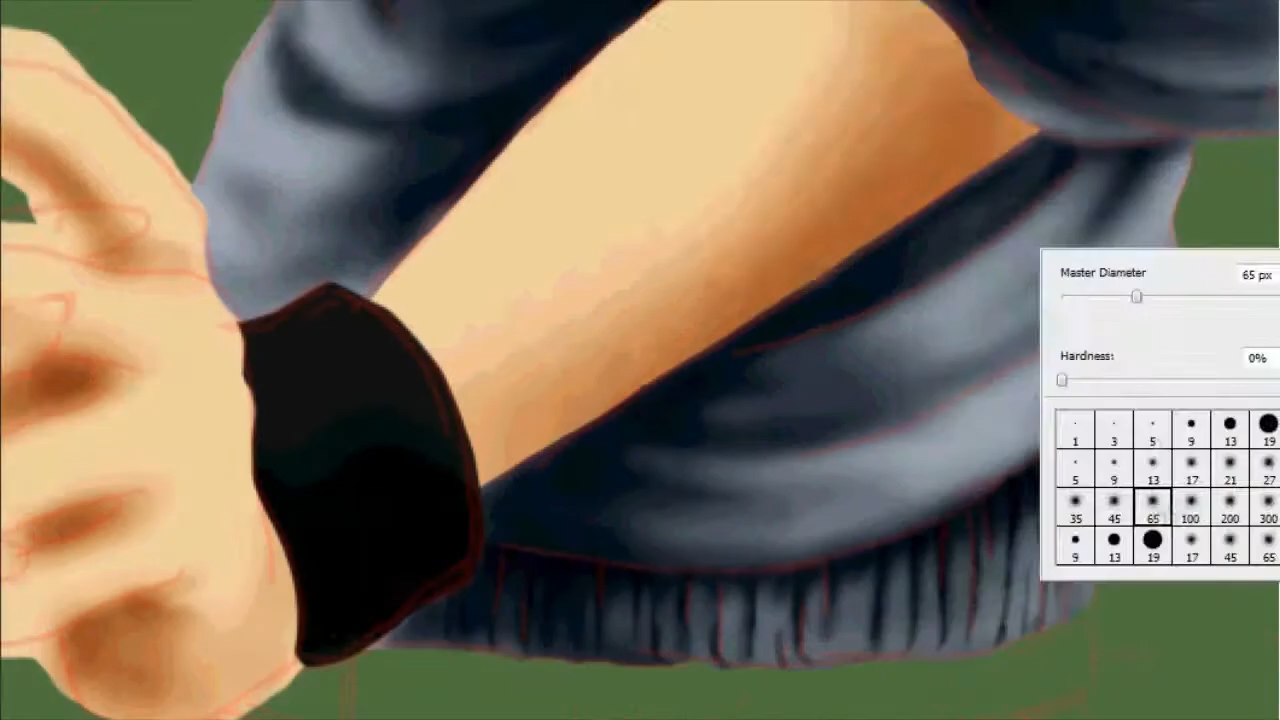 Master Diameter 65 px
Hardness: 0%
1 3 5 9 13 19
5 9 13 17 21 27
35 45 65 100 200 300
9 13 19 17 45 65